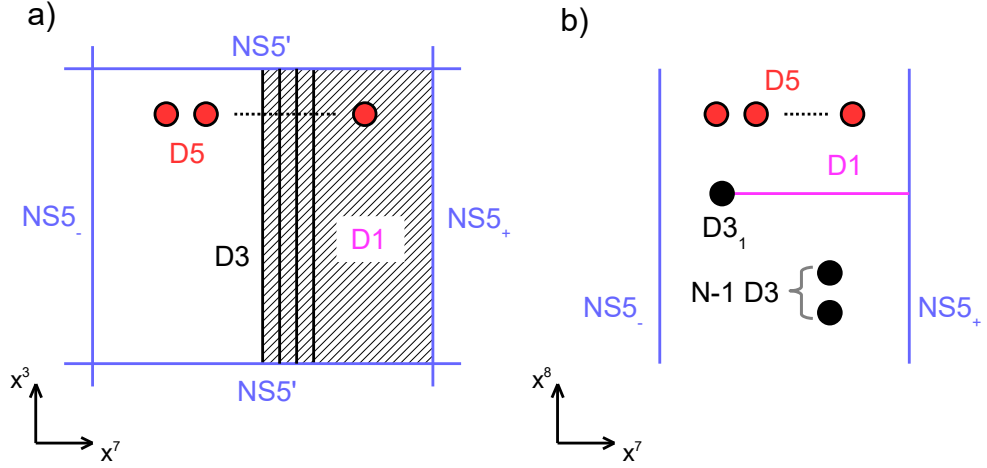 a)
NS5'
D5
NS5-
D3
D1
NS5+
NS5'
x3
x7
b)
D5
D1
D31
N-1 D3
NS5-
NS5+
x8
x7